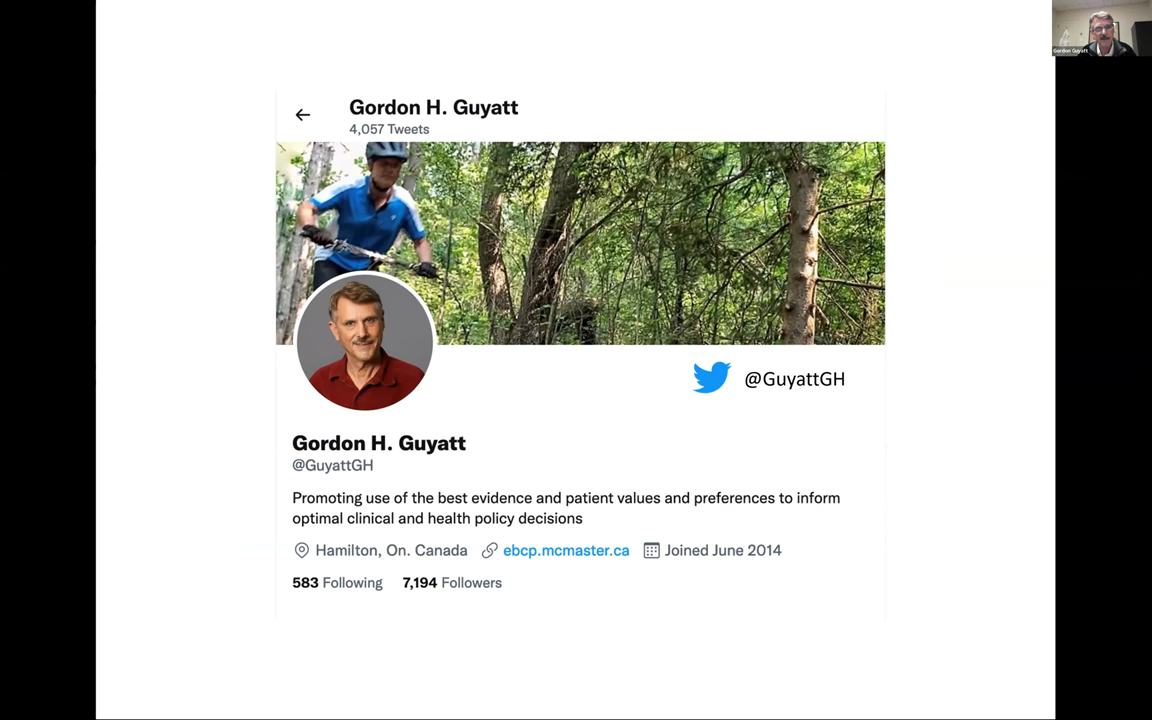 Gordon Guyatt
Gordon H. Guyatt
4,057 Tweets
@GuyattGH
Gordon H. Guyatt
@GuyattGH
Promoting use of the best evidence and patient values and preferences to inform
optimal clinical and health policy decisions
Hamilton, On. Canada ebcp.mcmaster.ca Joined June 2014
583 Following 7,194 Followers